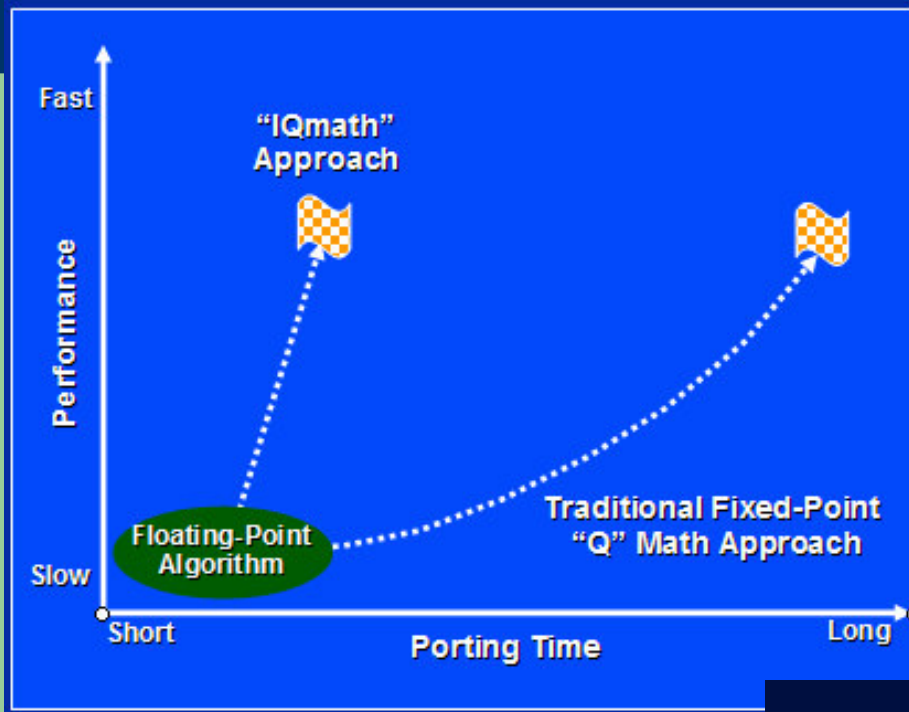 Fast
“IQmath”
Approach
Performance
Floating-Point
Algorithm
Traditional Fixed-Point
“Q” Math Approach
Slow
Short
Porting Time
Long